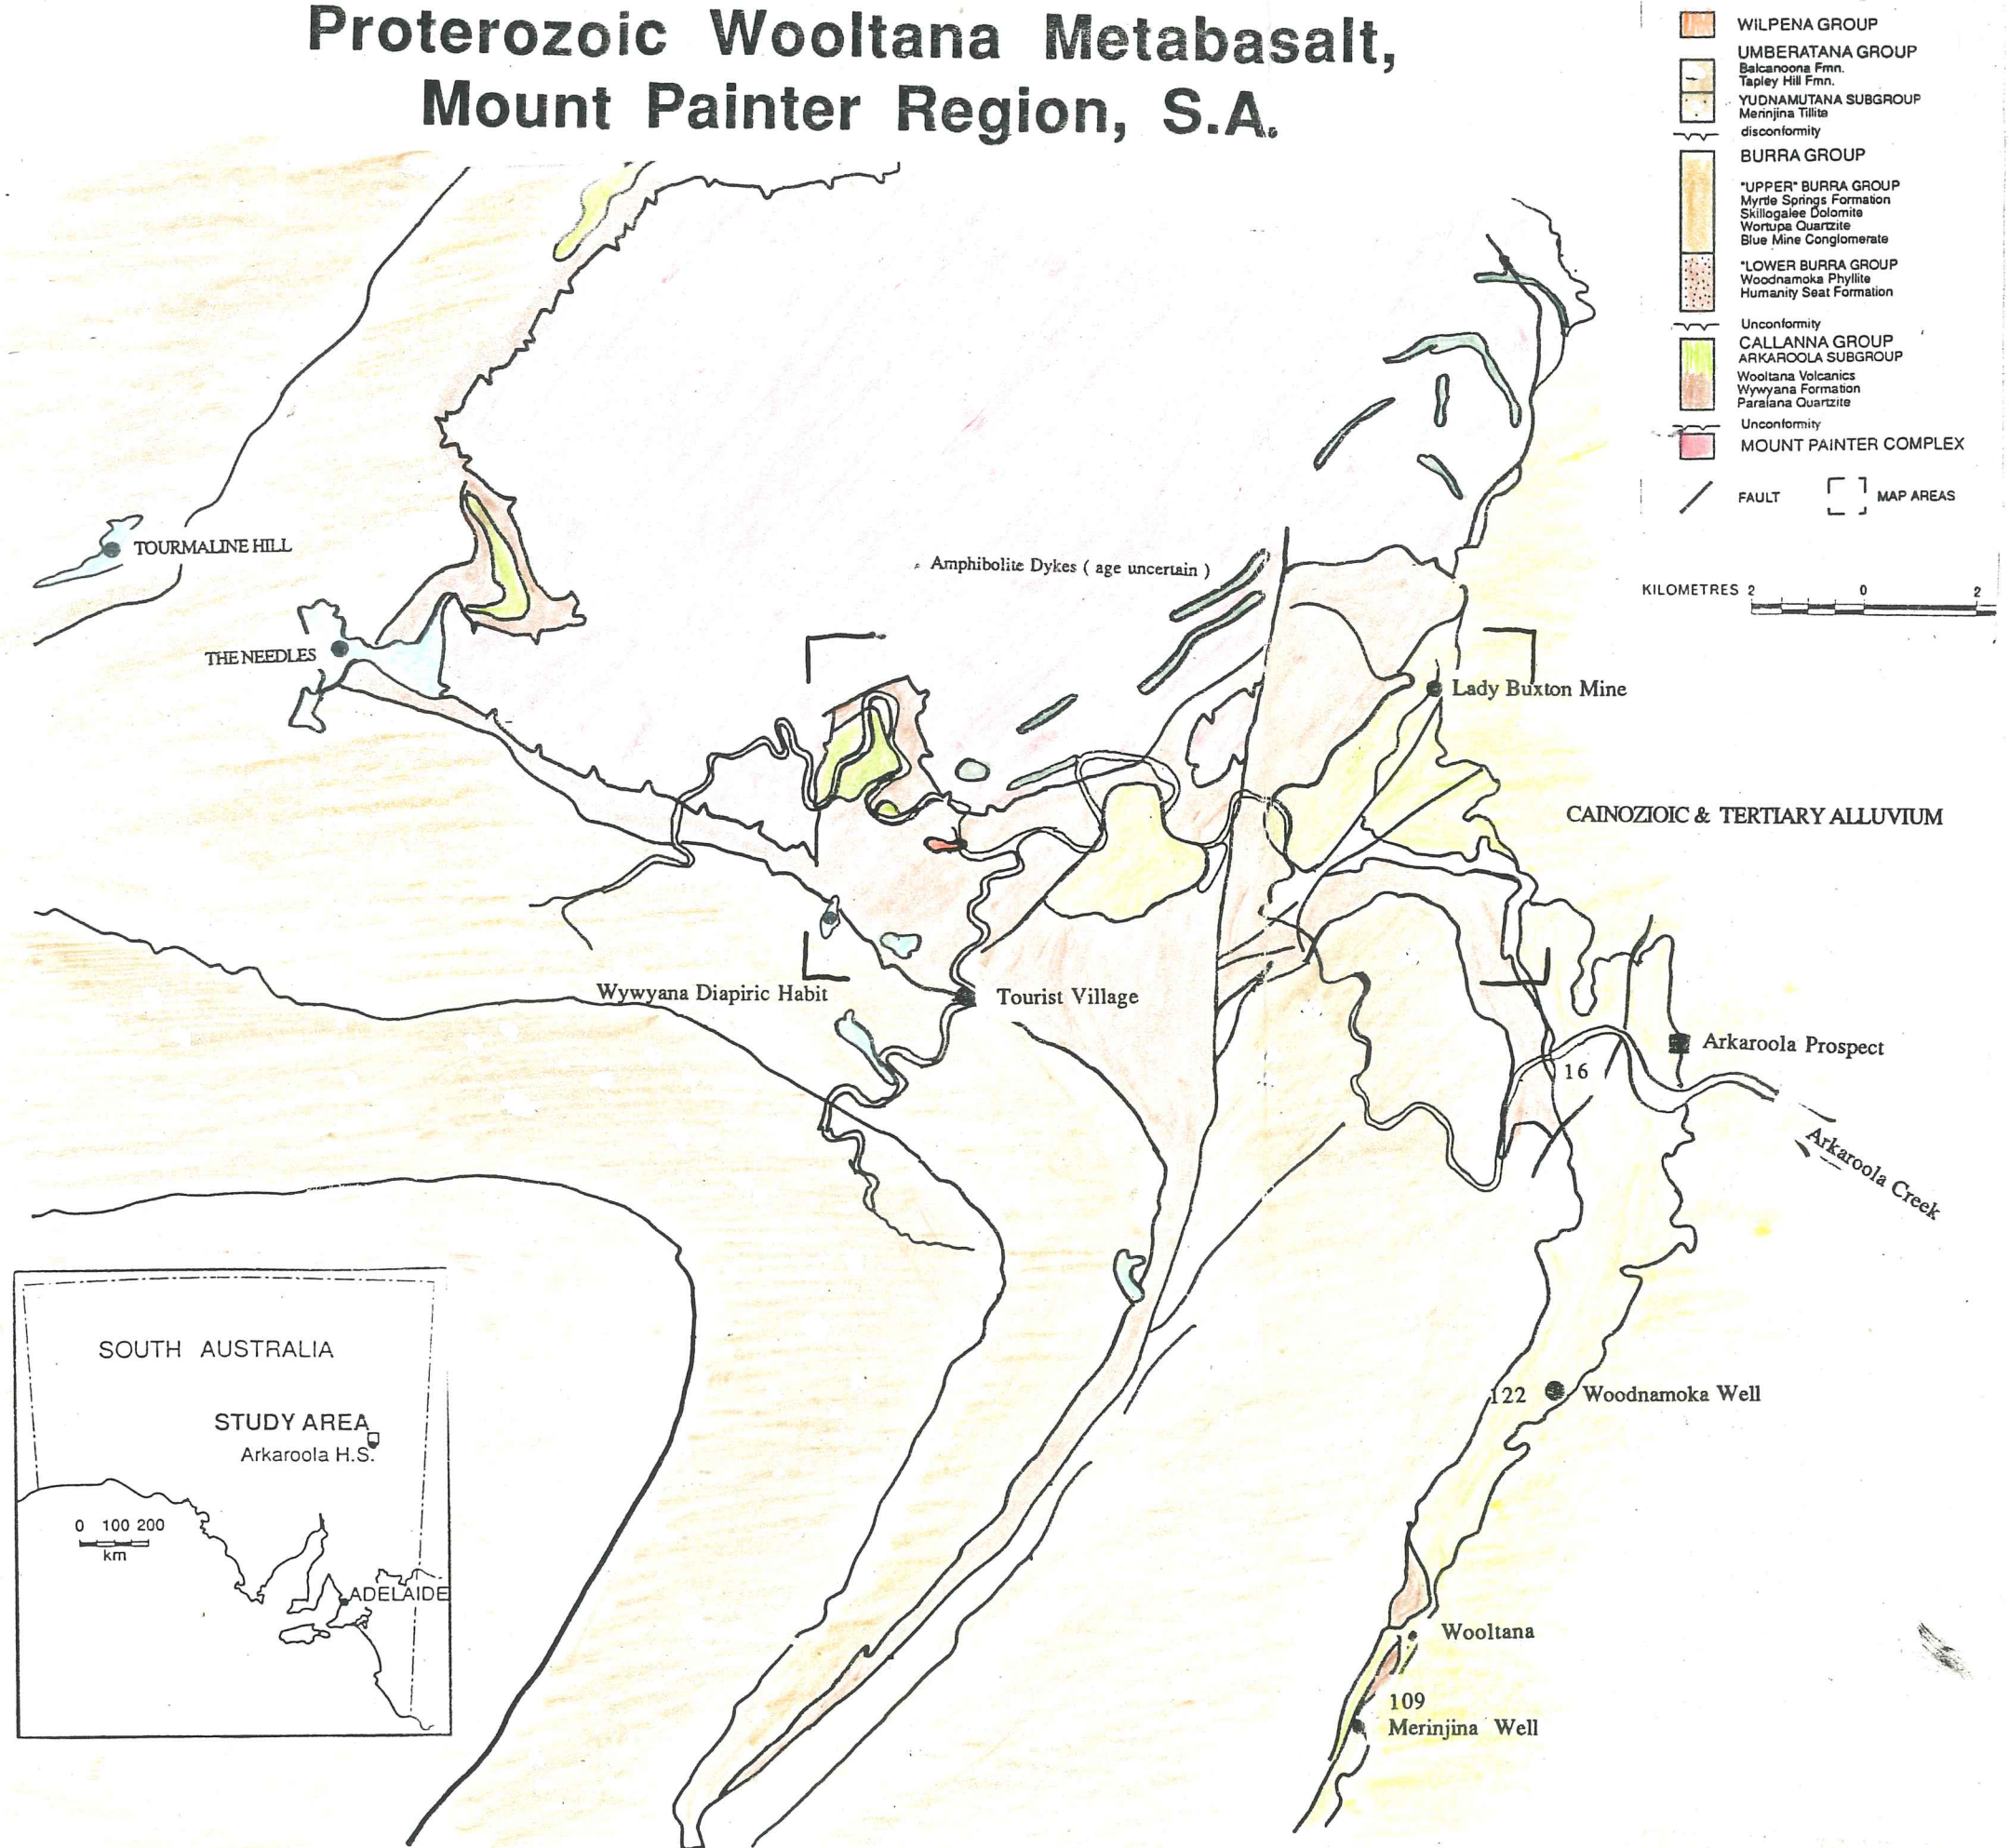 Proterozoic Wooltana Metabasalt,
Mount Painter Region, S.A.
WILPENA GROUP
UMBERATANA GROUP
Balcanoona Fmn.
Tapley Hill Fmn.
YUDNAMUTANA SUBGROUP
Merinjina Tillite
disconformity
BURRA GROUP
"UPPER" BURRA GROUP
Myrtle Springs Formation
Skillogalee Dolomite
Wortupa Quartzite
Blue Mine Conglomerate
"LOWER BURRA GROUP
Woodnamoka Phyllite
Humanity Seat Formation
Unconformity
CALLANNA GROUP
ARKAROOLA SUBGROUP
Wooltana Volcanics
Wywyana Formation
Paralana Quartzite
Unconformity
MOUNT PAINTER COMPLEX
FAULT
MAP AREAS
KILOMETRES 2 0 2
TOURMALINE HILL
Amphibolite Dykes ( age uncertain )
THE NEEDLES
Lady Buxton Mine
CAINOZIOIC & TERTIARY ALLUVIUM
Wywyana Diapiric Habit
Tourist Village
Arkaroola Prospect
16
Arkaroola Creek
SOUTH AUSTRALIA
STUDY AREA
Arkaroola H.S.
0 100 200
km
ADELAIDE
122
Woodnamoka Well
Wooltana
109
Merinjina Well